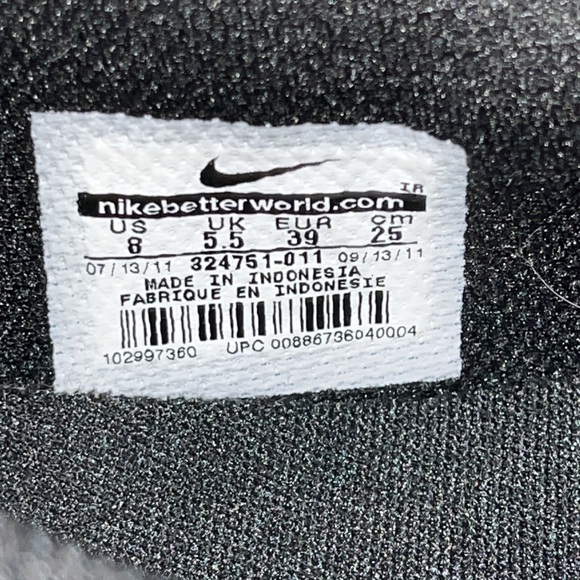 IR
nikebetterworld.com
US UK EUR cm
8 5.5 39 25
07/13/11 324751-011 09/13/11
MADE IN INDONESIA
FABRIQUE EN INDONESIE
102997360 UPC 00886736040004